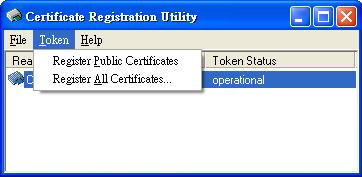 Certificate Registration Utility
File Token Help
Token Status
Register Public Certificates
Register All Certificates...
operational